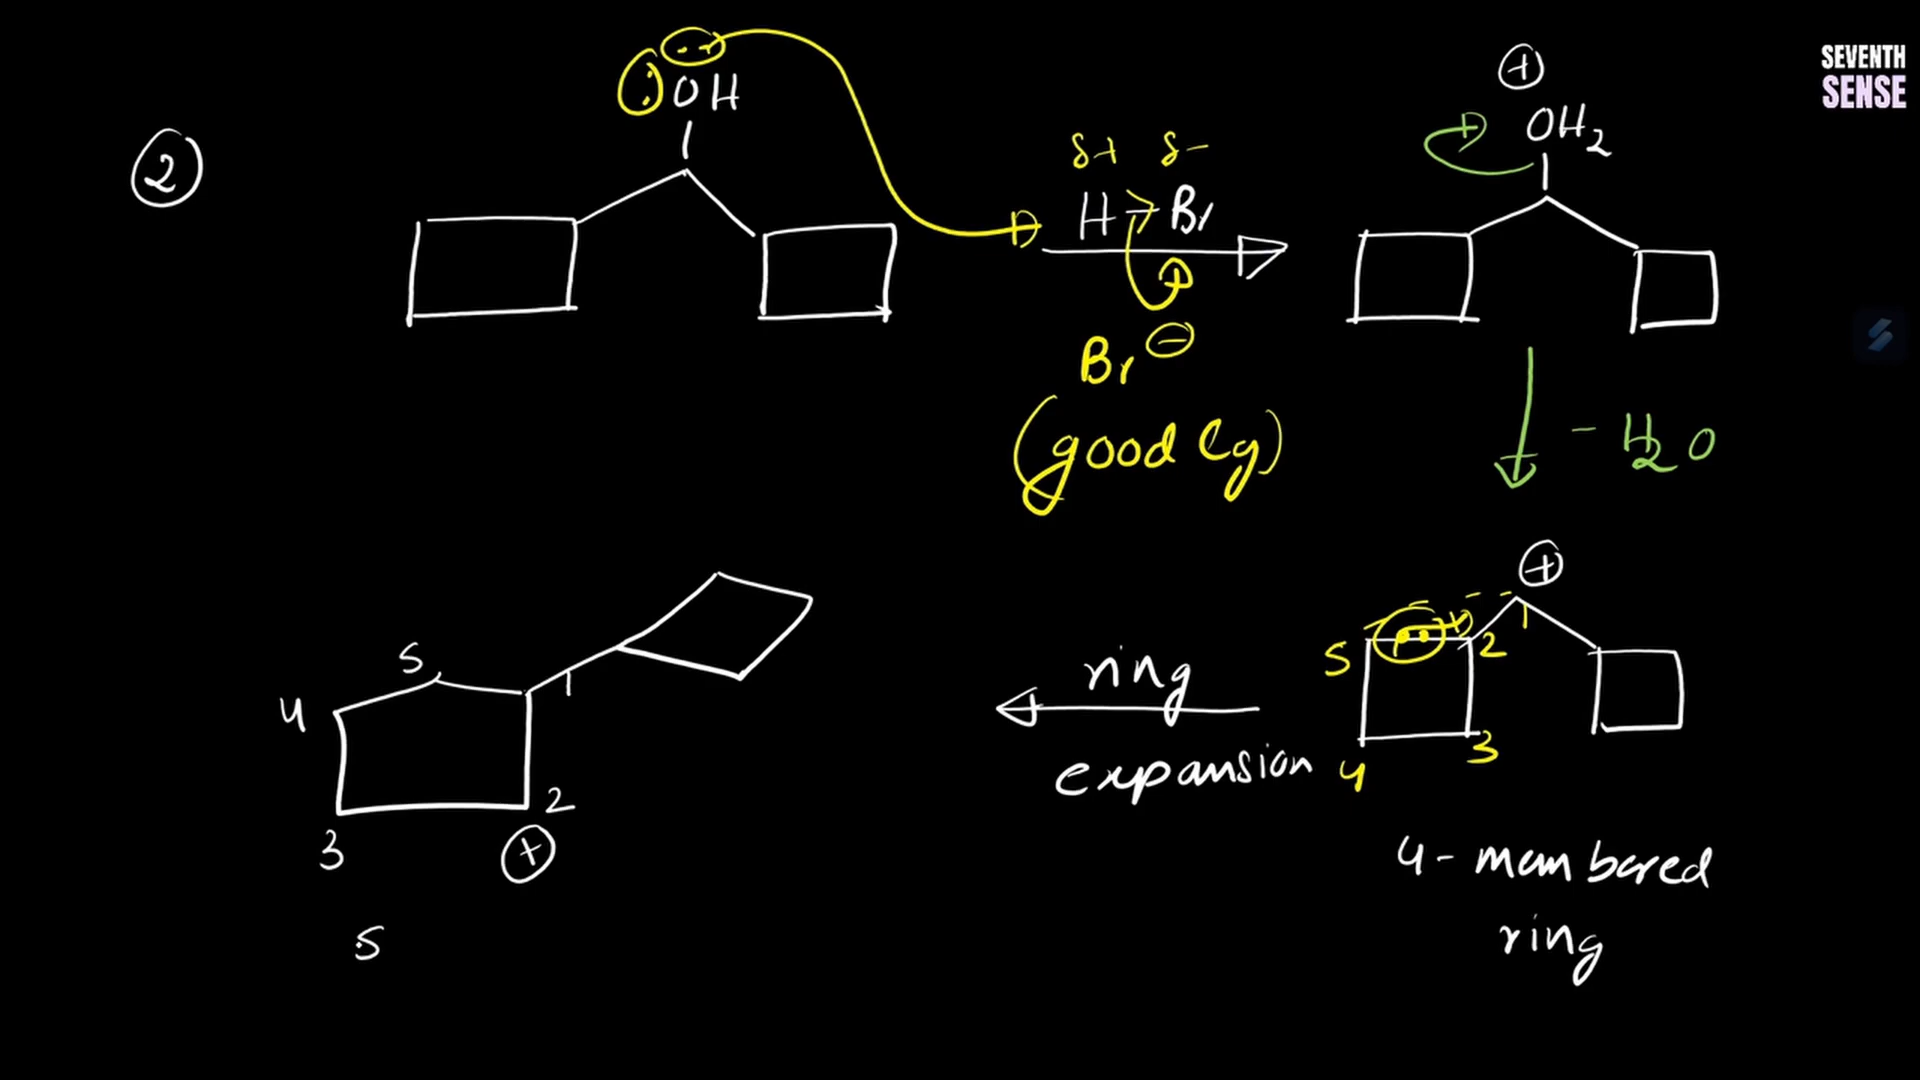 SEVENTH
SENSE
②
: OH
δ+ δ-
H > Br
Br ⊖
(good lg)
⊕
OH2
- H2O
⊕
1
5 2
4 3
4 - mambered
ring
ring
expansion
5 1
4
3 2
⊕
5